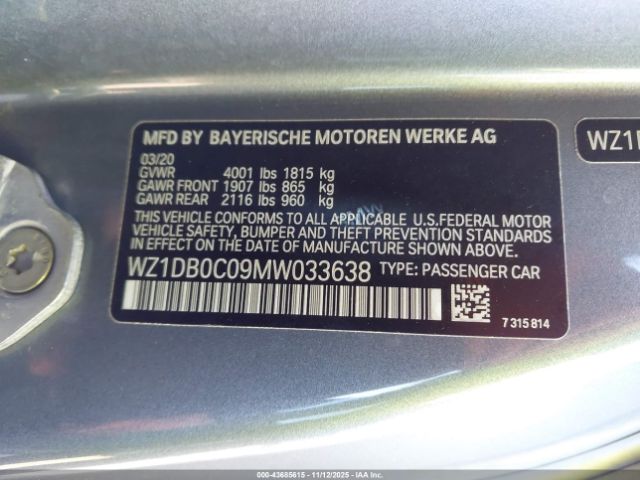 MFD BY BAYERISCHE MOTOREN WERKE AG
03/20
GVWR 4001 lbs 1815 kg
GAWR FRONT 1907 lbs 865 kg
GAWR REAR 2116 lbs 960 kg
THIS VEHICLE CONFORMS TO ALL APPLICABLE U.S.FEDERAL MOTOR
VEHICLE SAFETY, BUMPER, AND THEFT PREVENTION STANDARDS
IN EFFECT ON THE DATE OF MANUFACTURE SHOWN ABOVE.
WZ1DB0C09MW033638 TYPE: PASSENGER CAR
7 315 814
WZ1
000-43685615 - 11/12/2025 - IAAI.COM